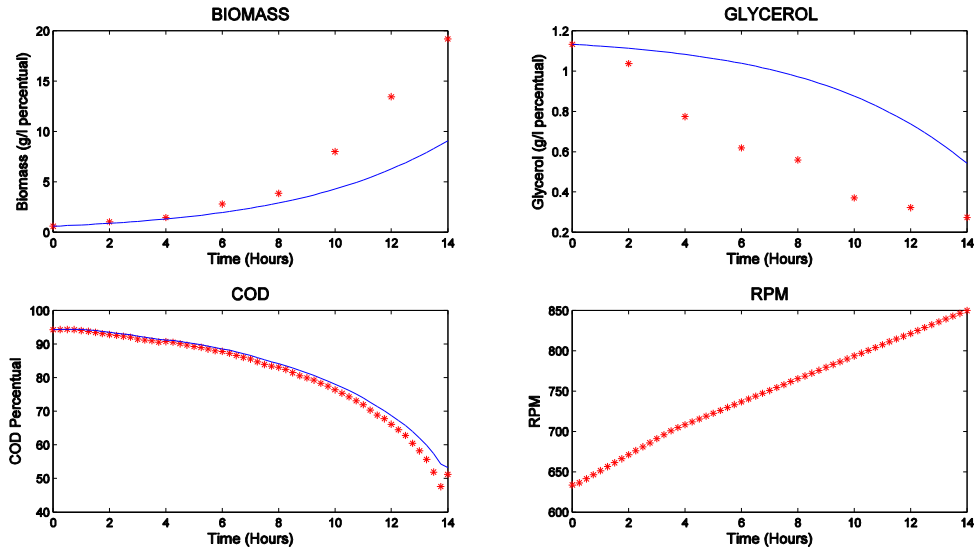 BIOMASS
20
15
10
5
0
Biomass (g/l percentual)
0 2 4 6 8 10 12 14
Time (Hours)
GLYCEROL
1.2
1
0.8
0.6
0.4
0.2
Glycerol (g/l percentual)
0 2 4 6 8 10 12 14
Time (Hours)
COD
100
90
80
70
60
50
40
COD Percentual
0 2 4 6 8 10 12 14
Time (Hours)
RPM
850
800
750
700
650
600
RPM
0 2 4 6 8 10 12 14
Time (Hours)